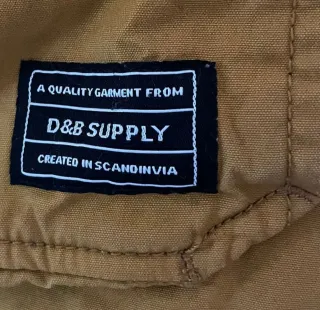 A QUALITY GARMENT FROM
D&B SUPPLY
CREATED IN SCANDINVIA